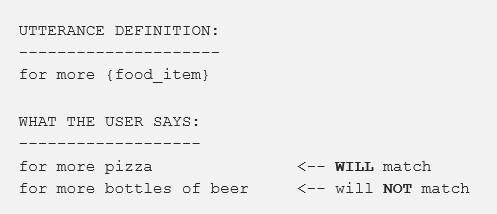 UTTERANCE DEFINITION:
---------------------
for more {food_item}
WHAT THE USER SAYS:
-------------------
for more pizza <-- WILL match
for more bottles of beer <-- will NOT match